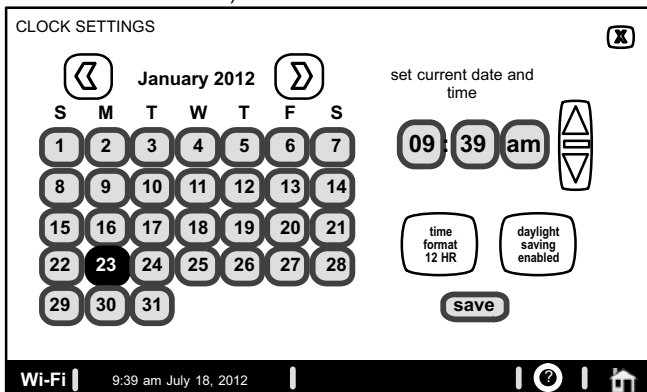 CLOCK SETTINGS
X
January 2012
S M T W T F S
1 2 3 4 5 6 7
8 9 10 11 12 13 14
15 16 17 18 19 20 21
22 23 24 25 26 27 28
29 30 31
set current date and
time
09 : 39 am
time
format
12 HR
daylight
saving
enabled
save
Wi-Fi 9:39 am July 18, 2012 ?